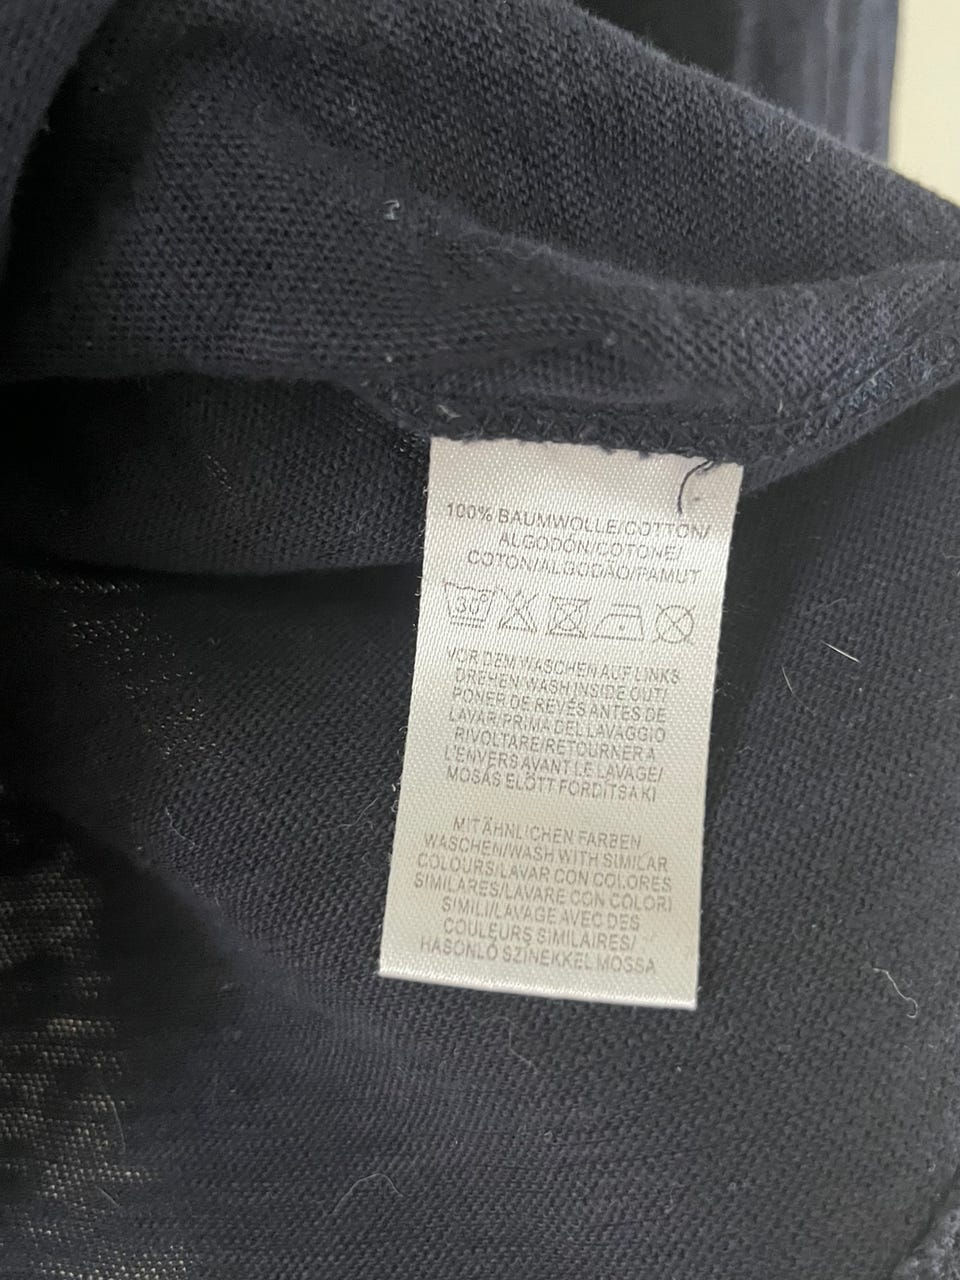 100% BAUMWOLLE/COTTON/
ALGODÓN/COTONE/
COTON/ALGODÃO/PAMUT
30°
VOR DEM WASCHEN AUF LINKS
DREHEN/WASH INSIDE OUT/
PONER DE REVÉS ANTES DE
LAVAR/PRIMA DEL LAVAGGIO
RIVOLTARE/RETOURNER A
L'ENVERS AVANT LE LAVAGE/
MOSÁS ELŐTT FORDÍTSA KI
MIT ÄHNLICHEN FARBEN
WASCHEN/WASH WITH SIMILAR
COLOURS/LAVAR CON COLORES
SIMILARES/LAVARE CON COLORI
SIMILI/LAVAGE AVEC DES
COULEURS SIMILAIRES/
HASONLÓ SZÍNEKKEL MOSSA